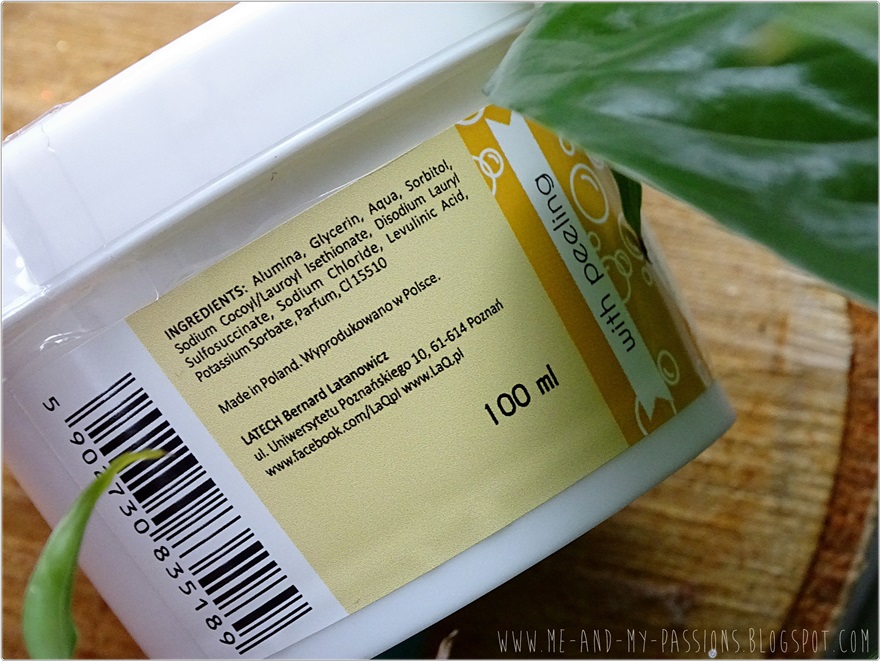 INGREDIENTS: Alumina, Glycerin, Aqua, Sorbitol,
Sodium Cocoyl/Lauroyl Isethionate, Disodium Lauryl
Sulfosuccinate, Sodium Chloride, Levulinic Acid,
Potassium Sorbate, Parfum, CI 15510
Made in Poland. Wyprodukowano w Polsce.
LATECH Bernard Latanowicz
ul. Uniwersytetu Poznańskiego 10, 61-614 Poznań
www.facebook.com/LaQpl www.LaQ.pl
100 ml
with peeling
5 902730 835189
WWW.ME-AND-MY-PASSIONS.BLOGSPOT.COM